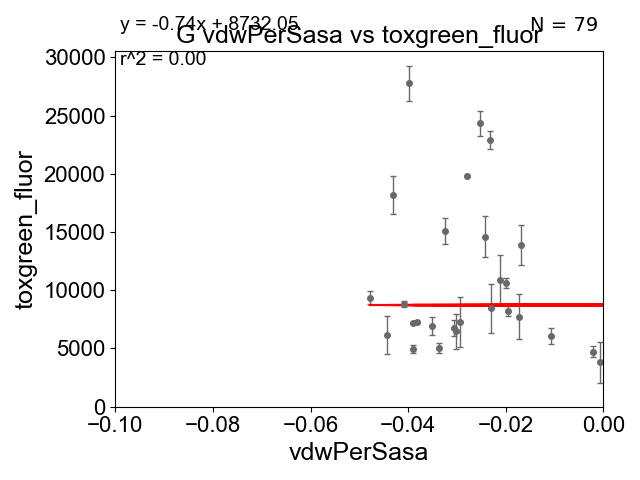 y = -0.74x + 8732.05
N = 79
G vdwPerSasa vs toxgreen_fluor
r^2 = 0.00
30000
25000
20000
15000
10000
5000
0
toxgreen_fluor
−0.10 −0.08 −0.06 −0.04 −0.02 0.00
vdwPerSasa